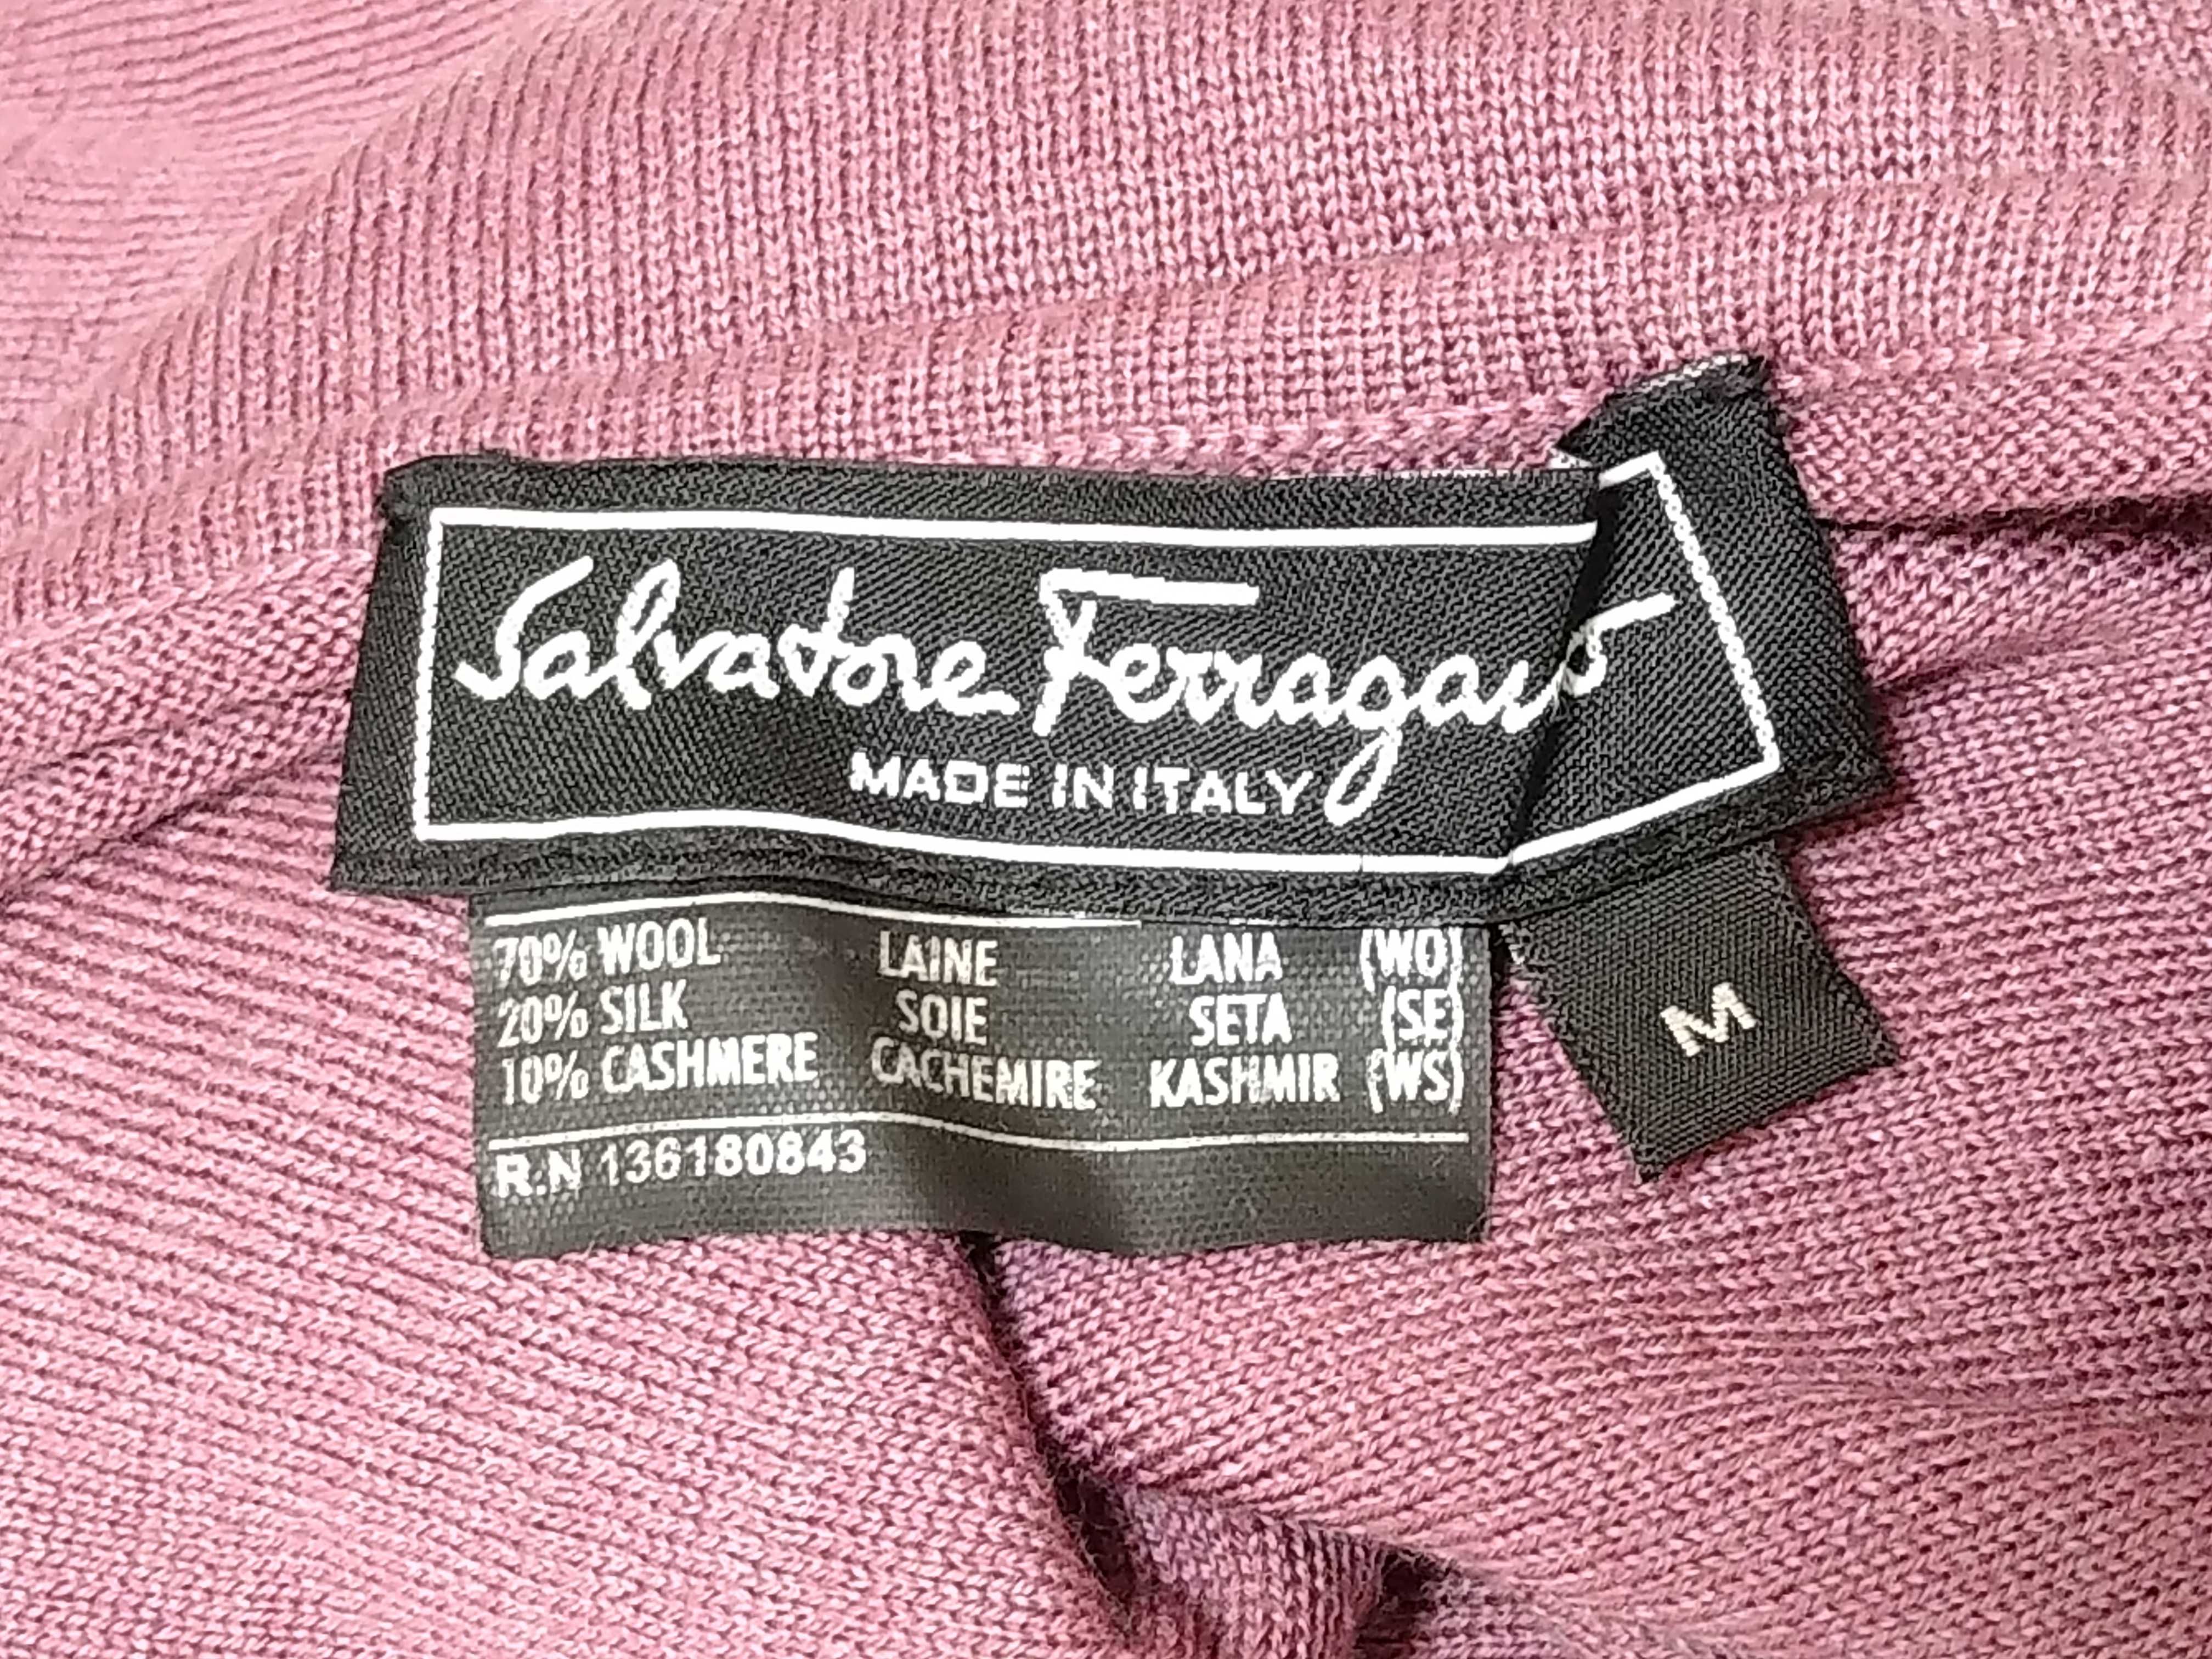 Salvatore Ferragamo
MADE IN ITALY
70% WOOL LAINE LANA (WO)
20% SILK SOIE SETA (SE)
10% CASHMERE CACHEMIRE KASHMIR (WS)
R.N 136180843
M